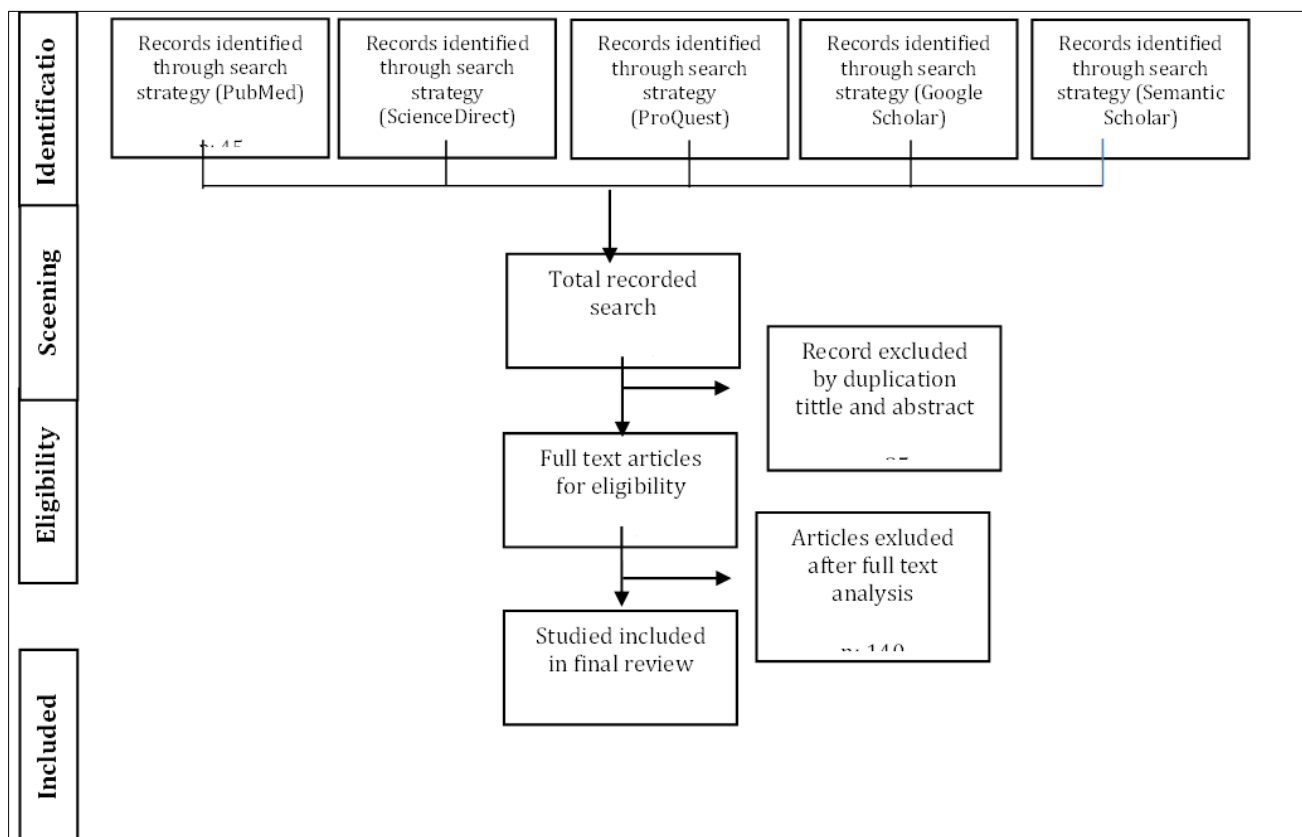 Identificatio
Records identified
through search
strategy (PubMed)
n: 45
Records identified
through search
strategy
(ScienceDirect)
Records identified
through search
strategy
(ProQuest)
Records identified
through search
strategy (Google
Scholar)
Records identified
through search
strategy (Semantic
Scholar)
Sceening
Total recorded
search
Record excluded
by duplication
tittle and abstract
Eligibility
Full text articles
for eligibility
Articles exluded
after full text
analysis
n: 140
Included
Studied included
in final review